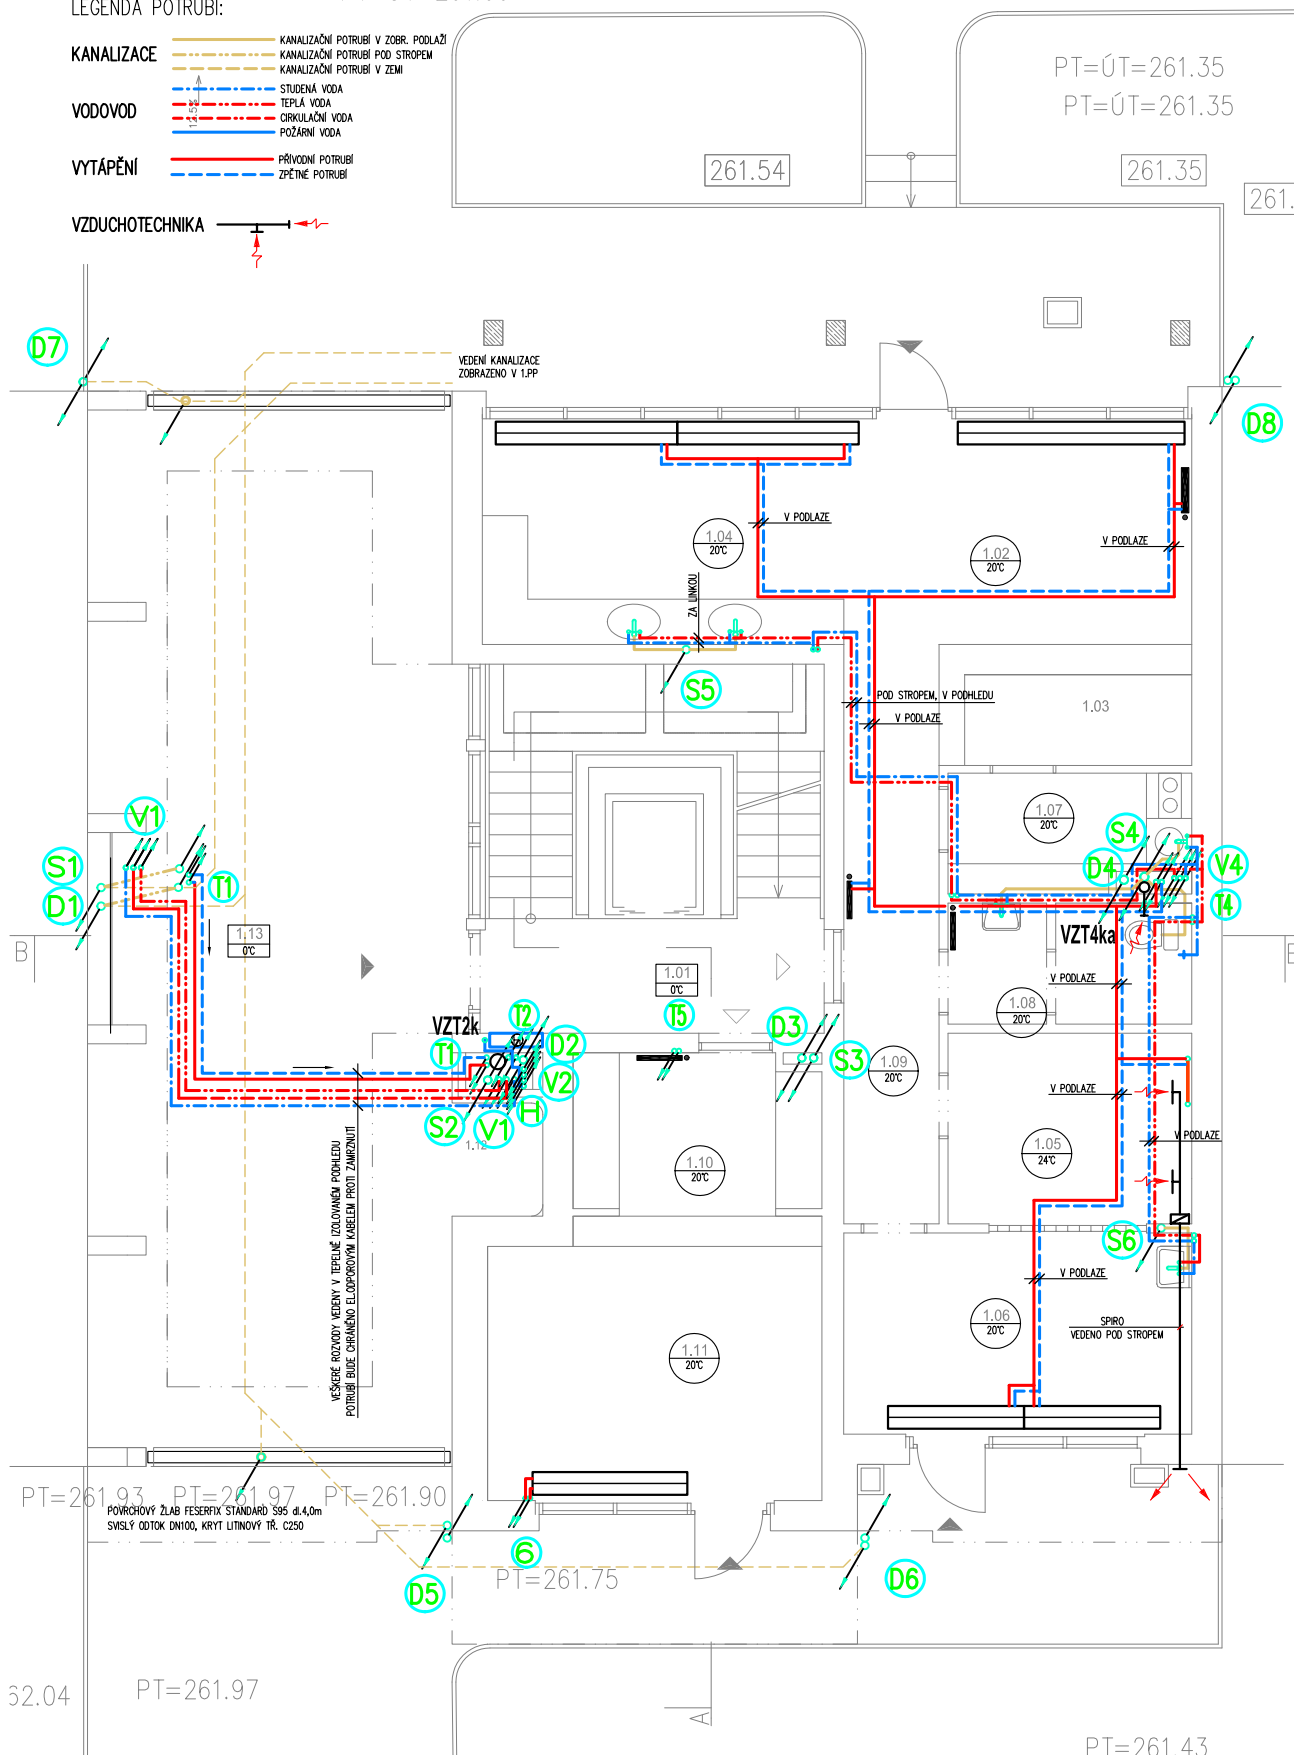 LEGENDA POTRUBÍ:
KANALIZACE
KANALIZAČNÍ POTRUBÍ V ZOBR. PODLAŽÍ
KANALIZAČNÍ POTRUBÍ POD STROPEM
KANALIZAČNÍ POTRUBÍ V ZEMI
VODOVOD
STUDENÁ VODA
TEPLÁ VODA
CIRKULAČNÍ VODA
POŽÁRNÍ VODA
VYTÁPĚNÍ
PŘÍVODNÍ POTRUBÍ
ZPĚTNÉ POTRUBÍ
VZDUCHOTECHNIKA
PT=ÚT=261.35
PT=ÚT=261.35
261.54
261.35
261.
D7
VEDENÍ KANALIZACE
ZOBRAZENO V 1.PP
D8
V PODLAZE
1.04
20°C
V PODLAZE
1.02
20°C
ZA LINKOU
S5
POD STROPEM, V PODHLEDU
V PODLAZE
1.03
1.07
20°C
S4
D4
V4
T4
VZT4ka
V1
S1
D1
T1
B
1.13
0°C
1.01
0°C
V PODLAZE
1.08
20°C
VZT2k
T2
T1
D2
T5
D3
S3
V2
H
V1
S2
1.12
1.09
20°C
V PODLAZE
V PODLAZE
1.05
24°C
1.10
20°C
VEŠKERÉ ROZVODY VEDENY V TEPELNĚ IZOLOVANÉM PODHLEDU
POTRUBÍ BUDE CHRÁNĚNO EL.ODPOROVÝM KABELEM PROTI ZAMRZNUTÍ
S6
V PODLAZE
1.06
20°C
SPIRO
VEDENO POD STROPEM
1.11
20°C
PT=261.93
PT=261.97
PT=261.90
POVRCHOVÝ ŽLAB FESERFIX STANDARD S95 dl.4,0m
SVISLÝ ODTOK DN100, KRYT LITINOVÝ TŘ. C250
6
D5
D6
PT=261.75
PT=261.97
A
PT=261.43